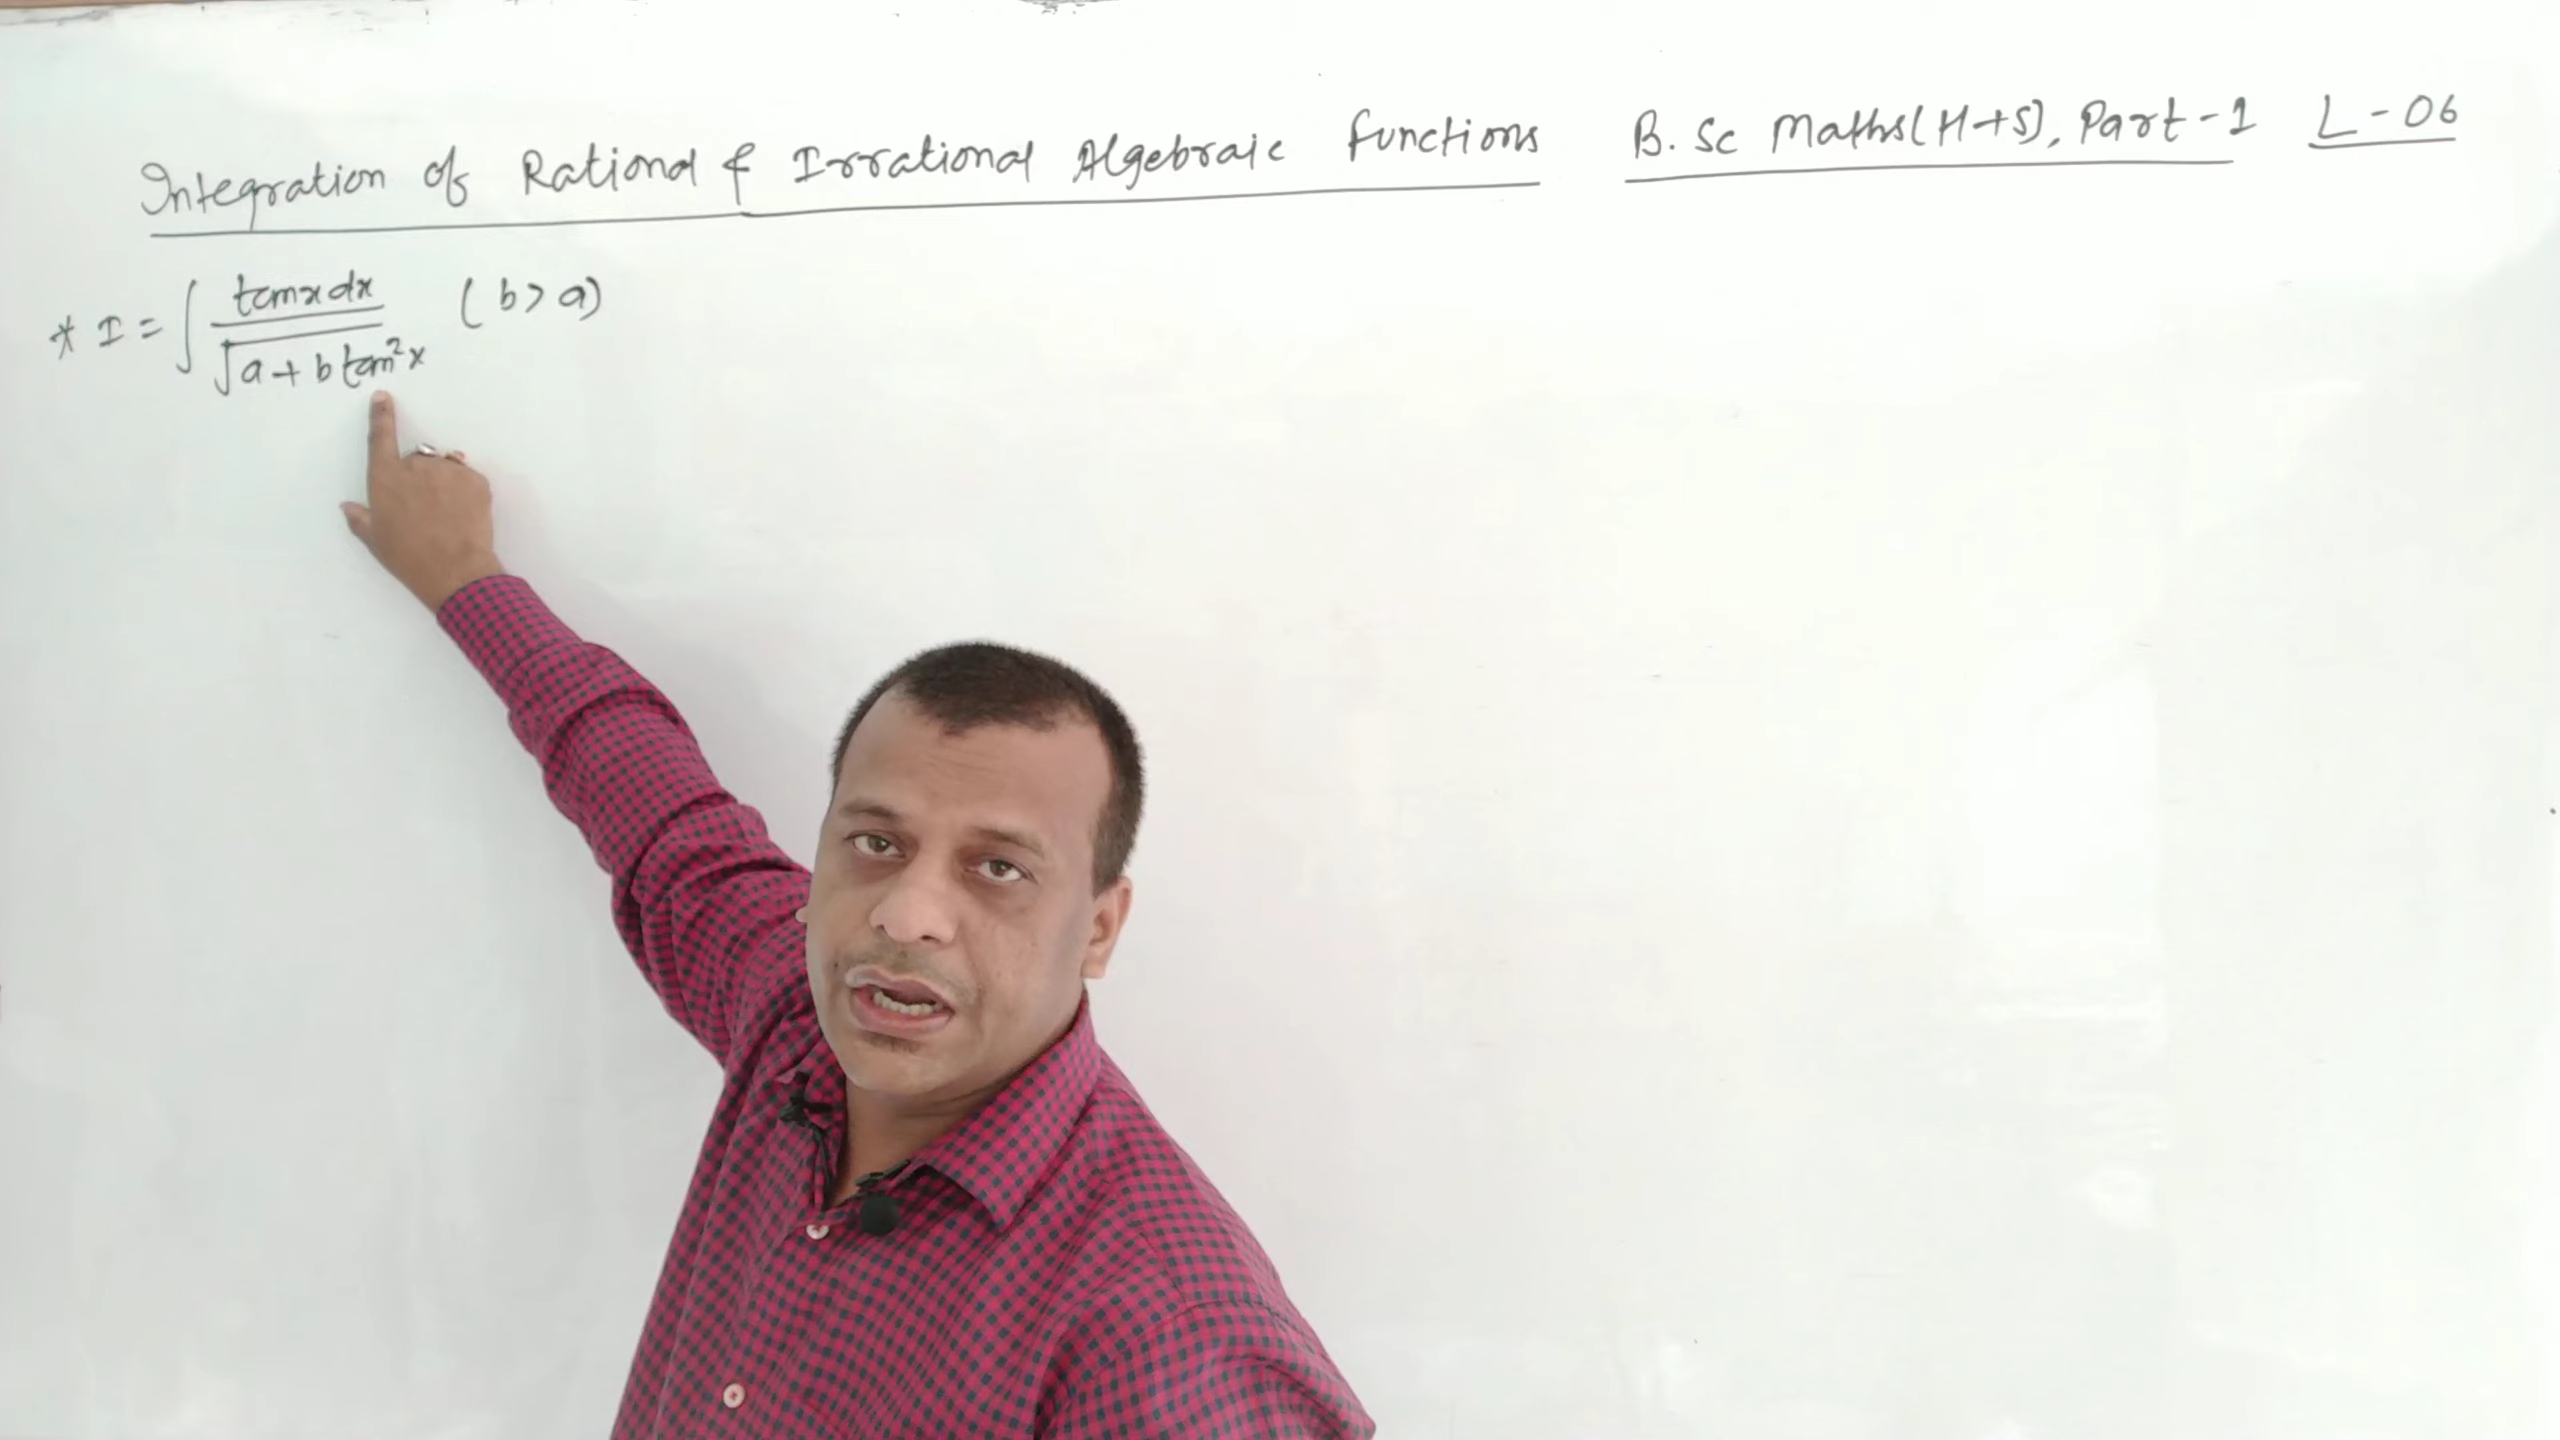 Integration of Rational & Irrational Algebraic functions B. Sc Maths(H+S), Part-1 L-06
* I = ∫ tanx dx / √(a + b tan²x) (b > a)